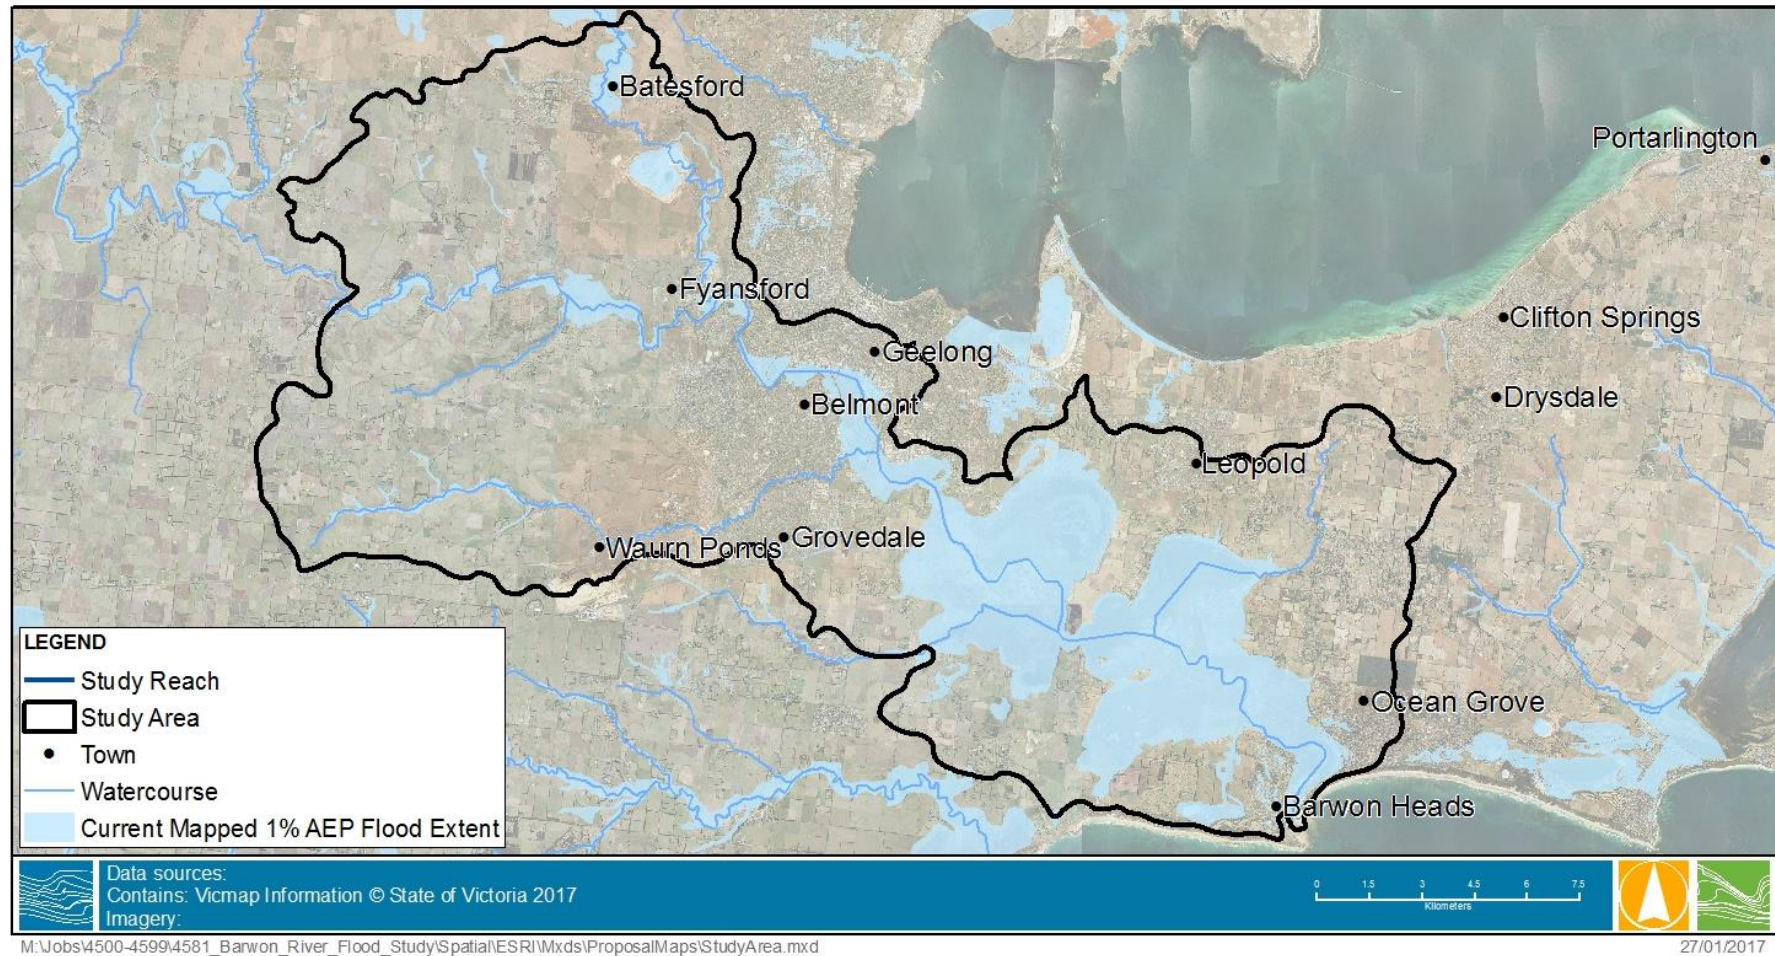 Batesford
Portarlington
Fyansford
Clifton Springs
Geelong
Drysdale
Belmont
Leopold
Grovedale
Waurn Ponds
Ocean Grove
Barwon Heads
LEGEND
Study Reach
Study Area
Town
Watercourse
Current Mapped 1% AEP Flood Extent
Data sources:
Contains: Vicmap Information © State of Victoria 2017
Imagery:
0 1.5 3 4.5 6 7.5
Kilometers
M:\Jobs\4500-4599\4581_Barwon_River_Flood_Study\Spatial\ESRI\Mxds\ProposalMaps\StudyArea.mxd
27/01/2017